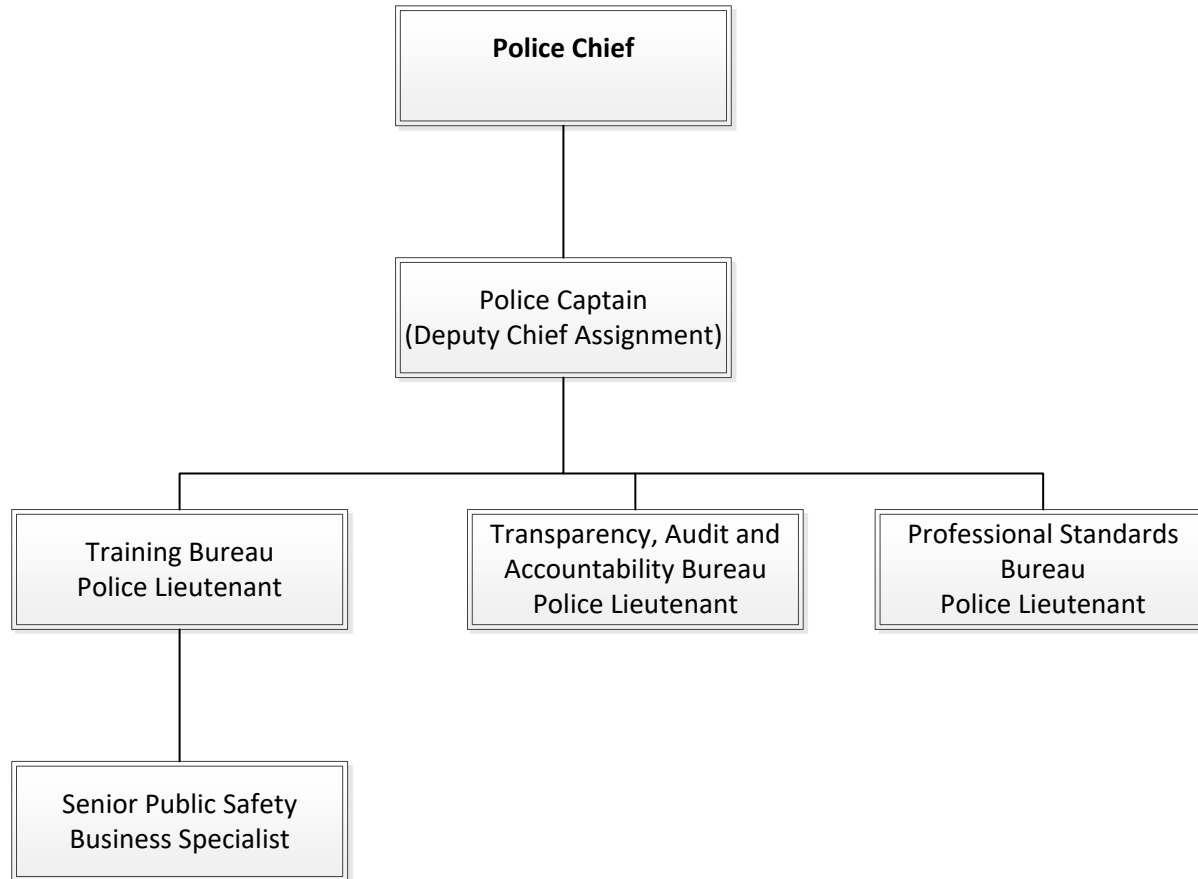 Police Chief
Police Captain
(Deputy Chief Assignment)
Training Bureau
Police Lieutenant
Transparency, Audit and
Accountability Bureau
Police Lieutenant
Professional Standards
Bureau
Police Lieutenant
Senior Public Safety
Business Specialist